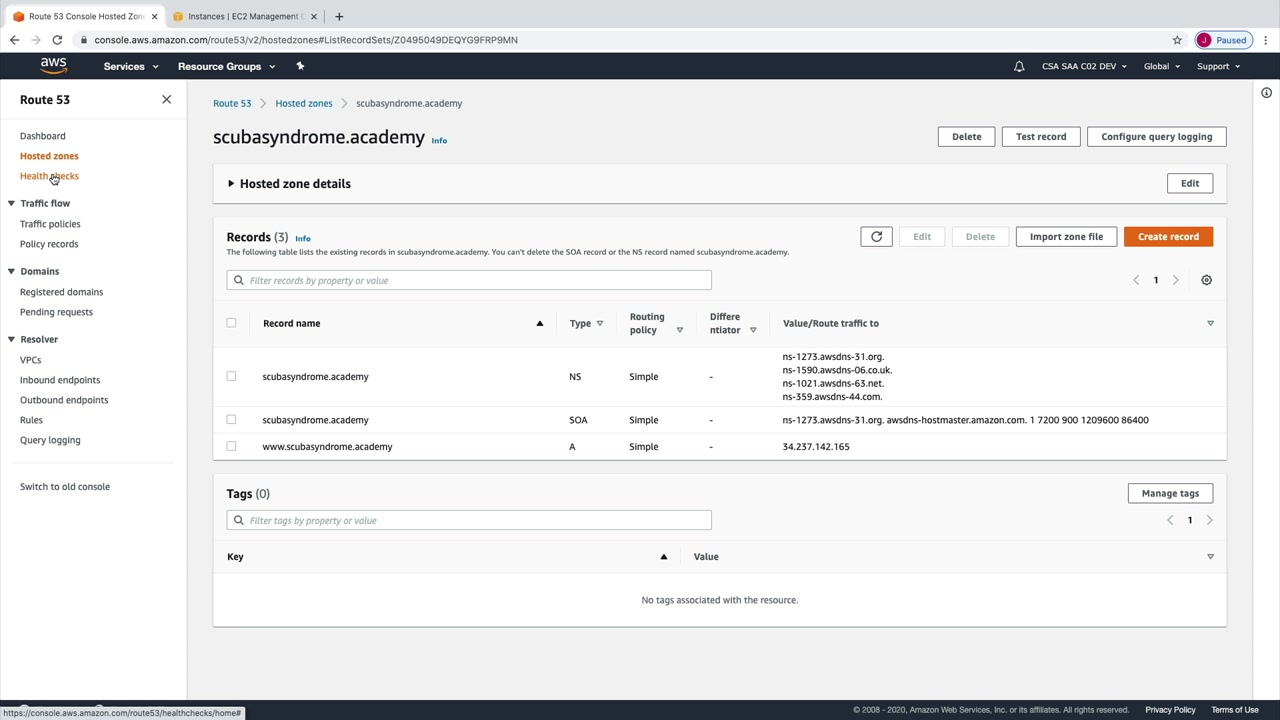 Route 53 Console Hosted Zon
Instances | EC2 Management C
console.aws.amazon.com/route53/v2/hostedzones#ListRecordSets/Z0495049DEQYG9FRP9MN
J Paused
aws
Services
Resource Groups
CSA SAA C02 DEV
Global
Support
Route 53
Dashboard
Hosted zones
Health checks
Traffic flow
Traffic policies
Policy records
Domains
Registered domains
Pending requests
Resolver
VPCs
Inbound endpoints
Outbound endpoints
Rules
Query logging
Switch to old console
Route 53 > Hosted zones > scubasyndrome.academy
scubasyndrome.academy Info
Delete
Test record
Configure query logging
Hosted zone details
Edit
Records (3) Info
The following table lists the existing records in scubasyndrome.academy. You can't delete the SOA record or the NS record named scubasyndrome.academy.
Edit
Delete
Import zone file
Create record
Filter records by property or value
1
Record name
Type
Routing
policy
Differe
ntiator
Value/Route traffic to
scubasyndrome.academy
NS
Simple
-
ns-1273.awsdns-31.org.
ns-1590.awsdns-06.co.uk.
ns-1021.awsdns-63.net.
ns-359.awsdns-44.com.
scubasyndrome.academy
SOA
Simple
-
ns-1273.awsdns-31.org. awsdns-hostmaster.amazon.com. 1 7200 900 1209600 86400
www.scubasyndrome.academy
A
Simple
-
34.237.142.165
Tags (0)
Manage tags
Filter tags by property or value
1
Key
Value
No tags associated with the resource.
https://console.aws.amazon.com/route53/healthchecks/home#
© 2008 - 2020, Amazon Web Services, Inc. or its affiliates. All rights reserved.
Privacy Policy
Terms of Use